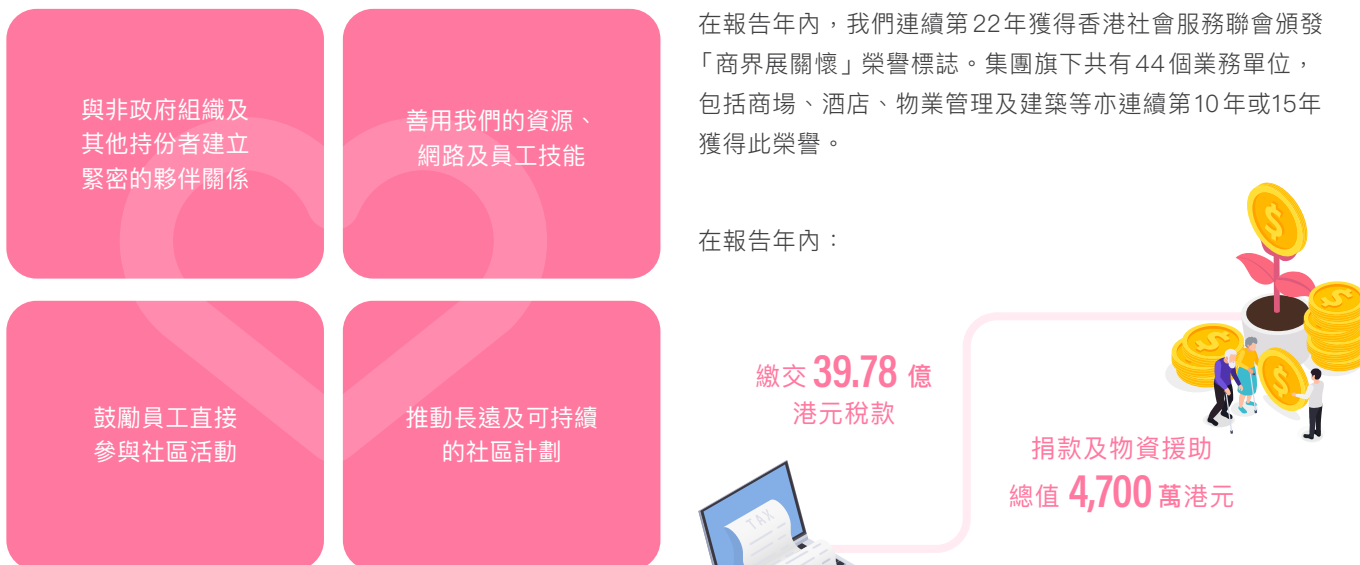 與非政府組織及
其他持份者建立
緊密的夥伴關係
善用我們的資源、
網路及員工技能
鼓勵員工直接
參與社區活動
推動長遠及可持續
的社區計劃
在報告年內，我們連續第22年獲得香港社會服務聯會頒發
「商界展關懷」榮譽標誌。集團旗下共有44個業務單位，
包括商場、酒店、物業管理及建築等亦連續第10年或15年
獲得此榮譽。
在報告年內：
繳交 39.78 億
港元稅款
捐款及物資援助
總值 4,700 萬港元
TAX